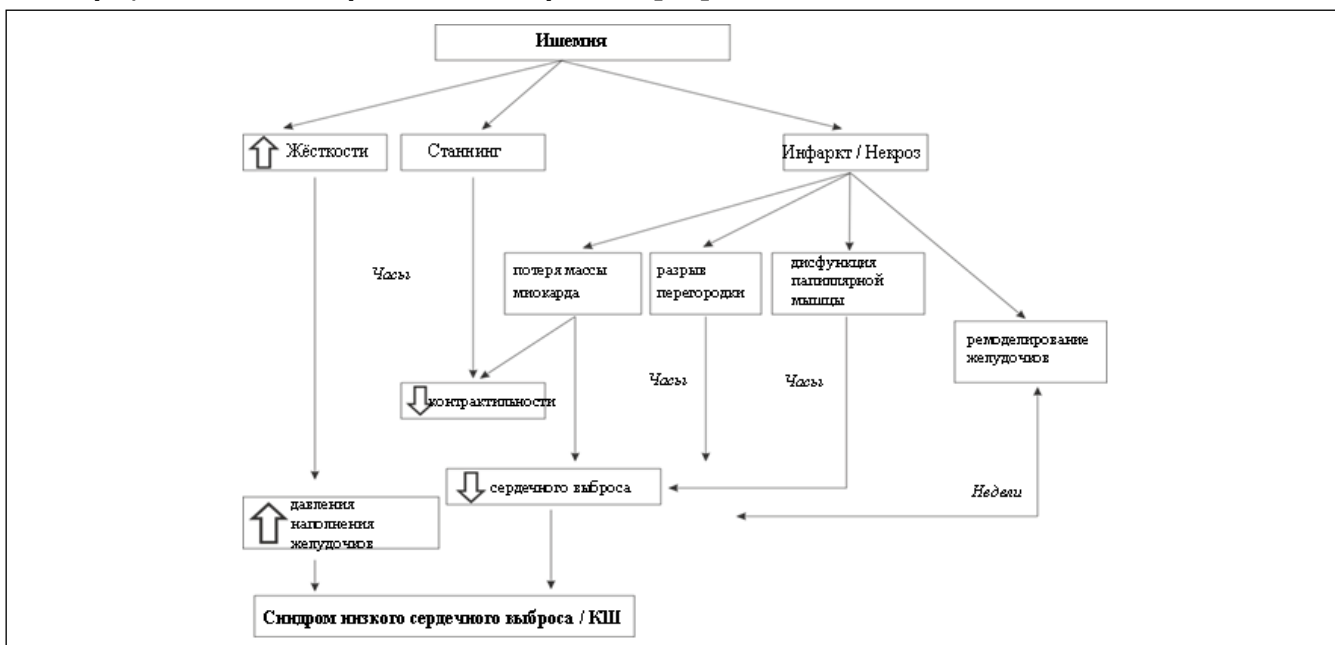 Ишемия
Жёсткости
Станнинг
Инфаркт / Некроз
Часы
потеря массы
миокарда
разрыв
перегородки
дисфункция
папиллярной
мышцы
ремоделирование
желудочков
контрактильности
Часы
Часы
сердечного выброса
Недели
давления
наполнения
желудочков
Синдром низкого сердечного выброса / КШ